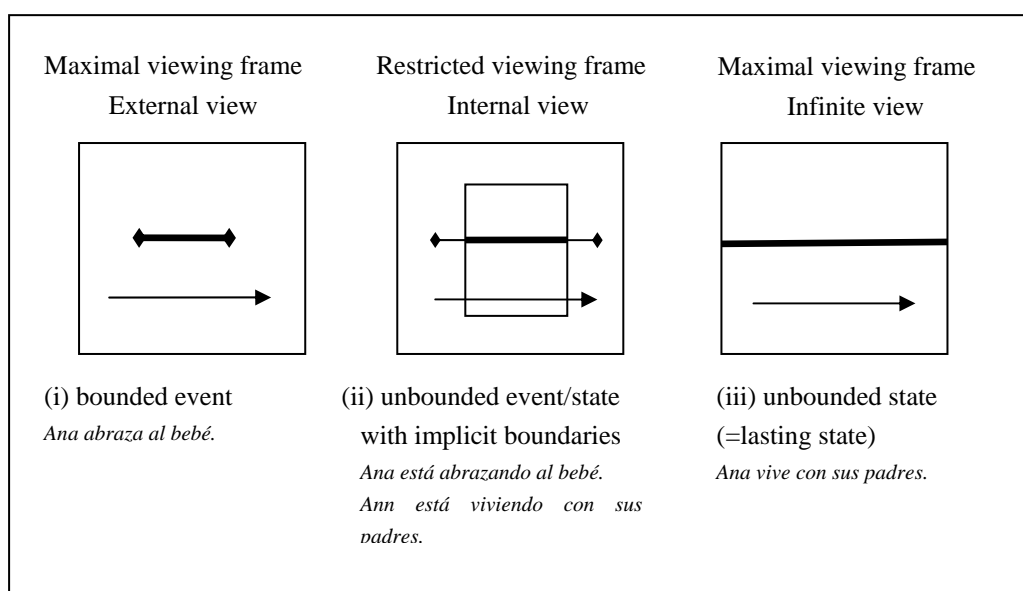 Maximal viewing frame
External view
Restricted viewing frame
Internal view
Maximal viewing frame
Infinite view
(i) bounded event
Ana abraza al bebé.
(ii) unbounded event/state
with implicit boundaries
Ana está abrazando al bebé.
Ann está viviendo con sus
padres.
(iii) unbounded state
(=lasting state)
Ana vive con sus padres.